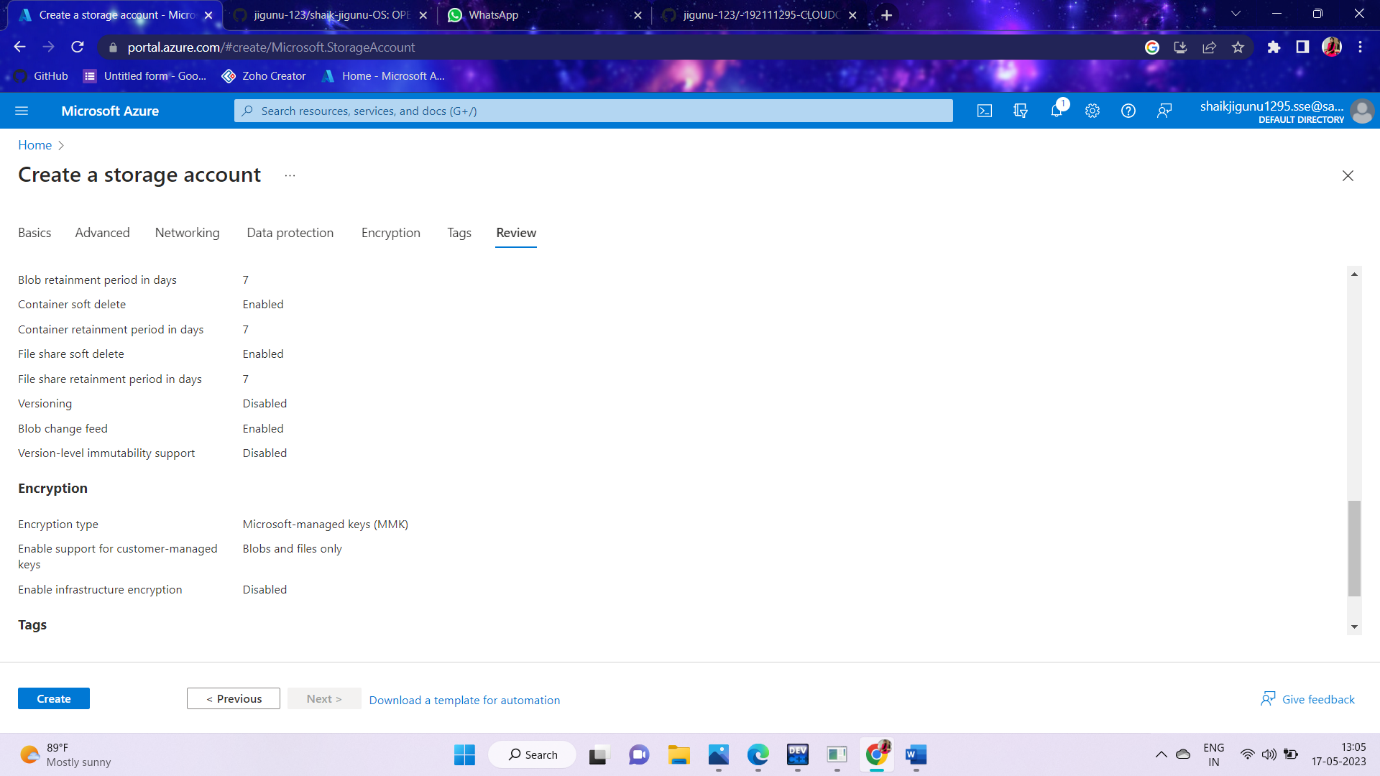 Create a storage account - Micro
jigunu-123/shaik-jigunu-OS: OPE
WhatsApp
jigunu-123/-192111295-CLOUDC
portal.azure.com/#create/Microsoft.StorageAccount
GitHub
Untitled form - Goo...
Zoho Creator
Home - Microsoft A...
Microsoft Azure
Search resources, services, and docs (G+/)
1
shaikjigunu1295.sse@sa...
DEFAULT DIRECTORY
Home >
Create a storage account ...
Basics Advanced Networking Data protection Encryption Tags Review
Blob retainment period in days 7
Container soft delete Enabled
Container retainment period in days 7
File share soft delete Enabled
File share retainment period in days 7
Versioning Disabled
Blob change feed Enabled
Version-level immutability support Disabled
Encryption
Encryption type Microsoft-managed keys (MMK)
Enable support for customer-managed Blobs and files only
keys
Enable infrastructure encryption Disabled
Tags
Create < Previous Next > Download a template for automation Give feedback
89°F
Mostly sunny
Search
DEV
ENG
IN
13:05
17-05-2023